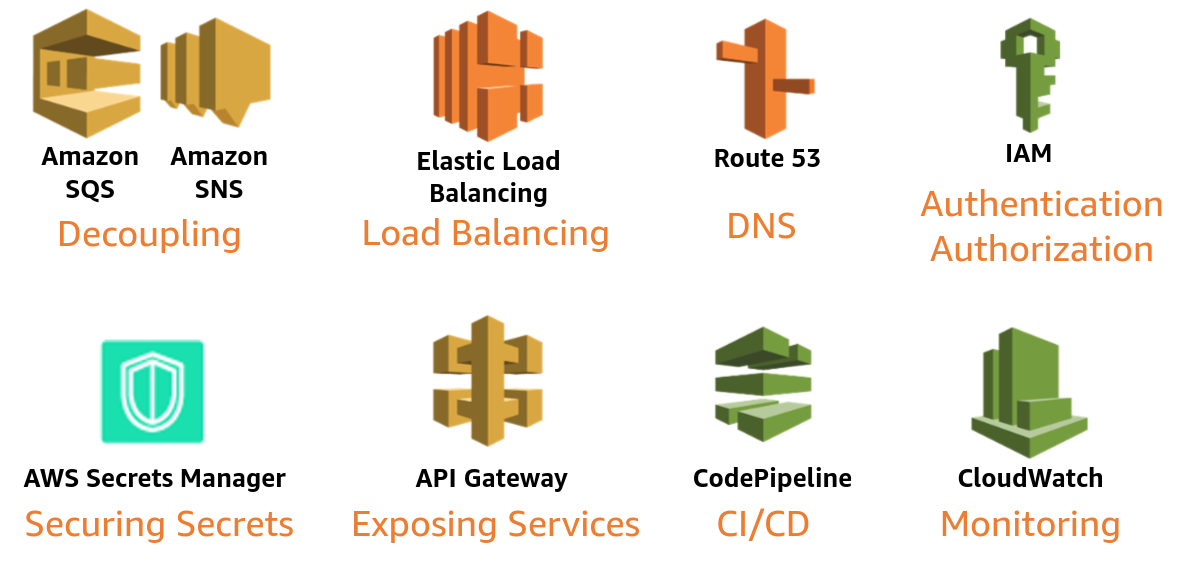 Amazon SQS
Amazon SNS
Decoupling
Elastic Load
Balancing
Load Balancing
Route 53
DNS
IAM
Authentication
Authorization
AWS Secrets Manager
Securing Secrets
API Gateway
Exposing Services
CodePipeline
CI/CD
CloudWatch
Monitoring